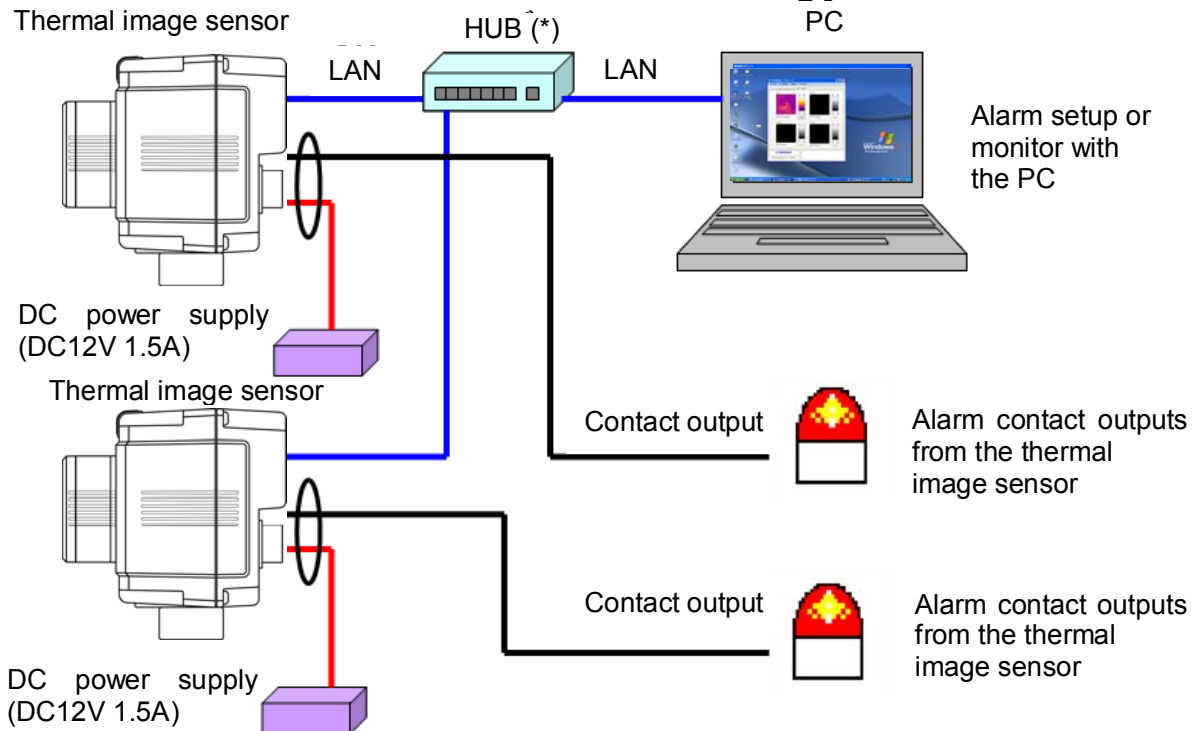 Thermal image sensor
LAN
HUB (*)
LAN
PC
Alarm setup or
monitor with
the PC
DC power supply
(DC12V 1.5A)
Thermal image sensor
Contact output
Alarm contact outputs
from the thermal
image sensor
Contact output
Alarm contact outputs
from the thermal
image sensor
DC power supply
(DC12V 1.5A)
Windows